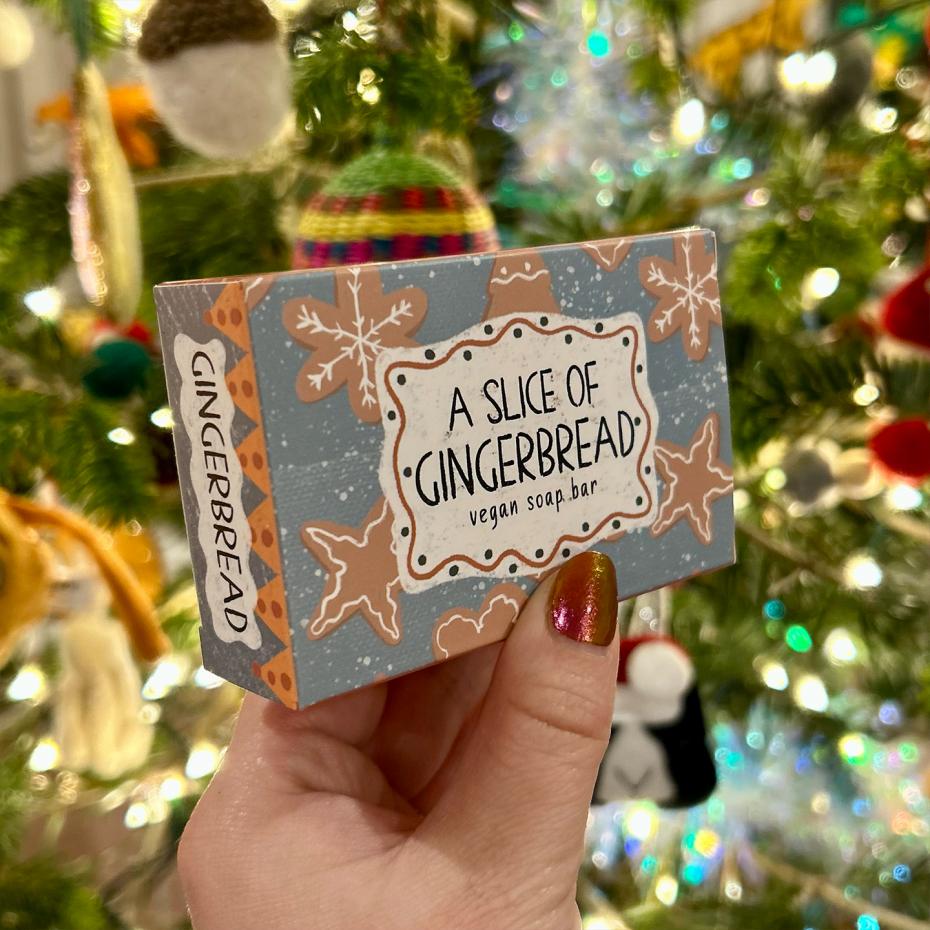 GINGERBREAD
A SLICE OF
GINGERBREAD
vegan soap bar